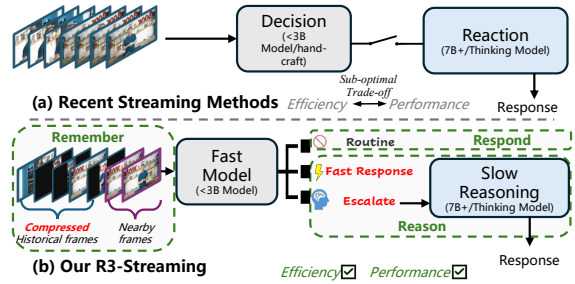 Decision
(<3B
Model/hand-
craft)
Reaction
(7B+/Thinking Model)
Sub-optimal
Trade-off
(a) Recent Streaming Methods
Efficiency
Performance
Response
Remember
Compressed
Historical frames
Nearby
frames
Fast
Model
(<3B Model)
Routine
Respond
Fast Response
Escalate
Slow
Reasoning
(7B+/Thinking Model)
Reason
Response
(b) Our R3-Streaming
Efficiency
Performance